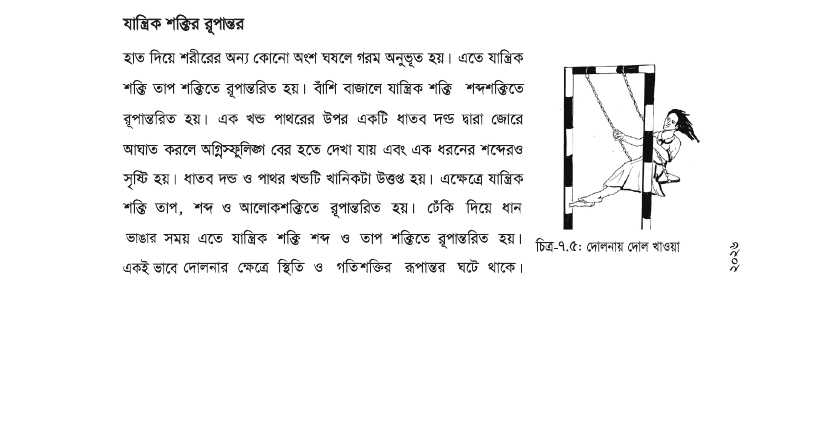 যান্ত্রিক শক্তির রূপান্তর
হাত দিয়ে শরীরের অন্য কোনো অংশ ঘষলে গরম অনুভূত হয়। এতে যান্ত্রিক
শক্তি তাপ শক্তিতে রূপান্তরিত হয়। বাঁশি বাজালে যান্ত্রিক শক্তি শব্দশক্তিতে
রূপান্তরিত হয়। এক খন্ড পাথরের উপর একটি ধাতব দণ্ড দ্বারা জোরে
আঘাত করলে অগ্নিস্ফুলিঙ্গ বের হতে দেখা যায় এবং এক ধরনের শব্দেরও
সৃষ্টি হয়। ধাতব দন্ড ও পাথর খন্ডটি খানিকটা উত্তপ্ত হয়। এক্ষেত্রে যান্ত্রিক
শক্তি তাপ, শব্দ ও আলোকশক্তিতে রূপান্তরিত হয়। ঢেঁকি দিয়ে ধান
ভাঙার সময় এতে যান্ত্রিক শক্তি শব্দ ও তাপ শক্তিতে রূপান্তরিত হয়।
একই ভাবে দোলনার ক্ষেত্রে স্থিতি ও গতিশক্তির রূপান্তর ঘটে থাকে।
চিত্র-৭.৫: দোলনায় দোল খাওয়া
২০২৬